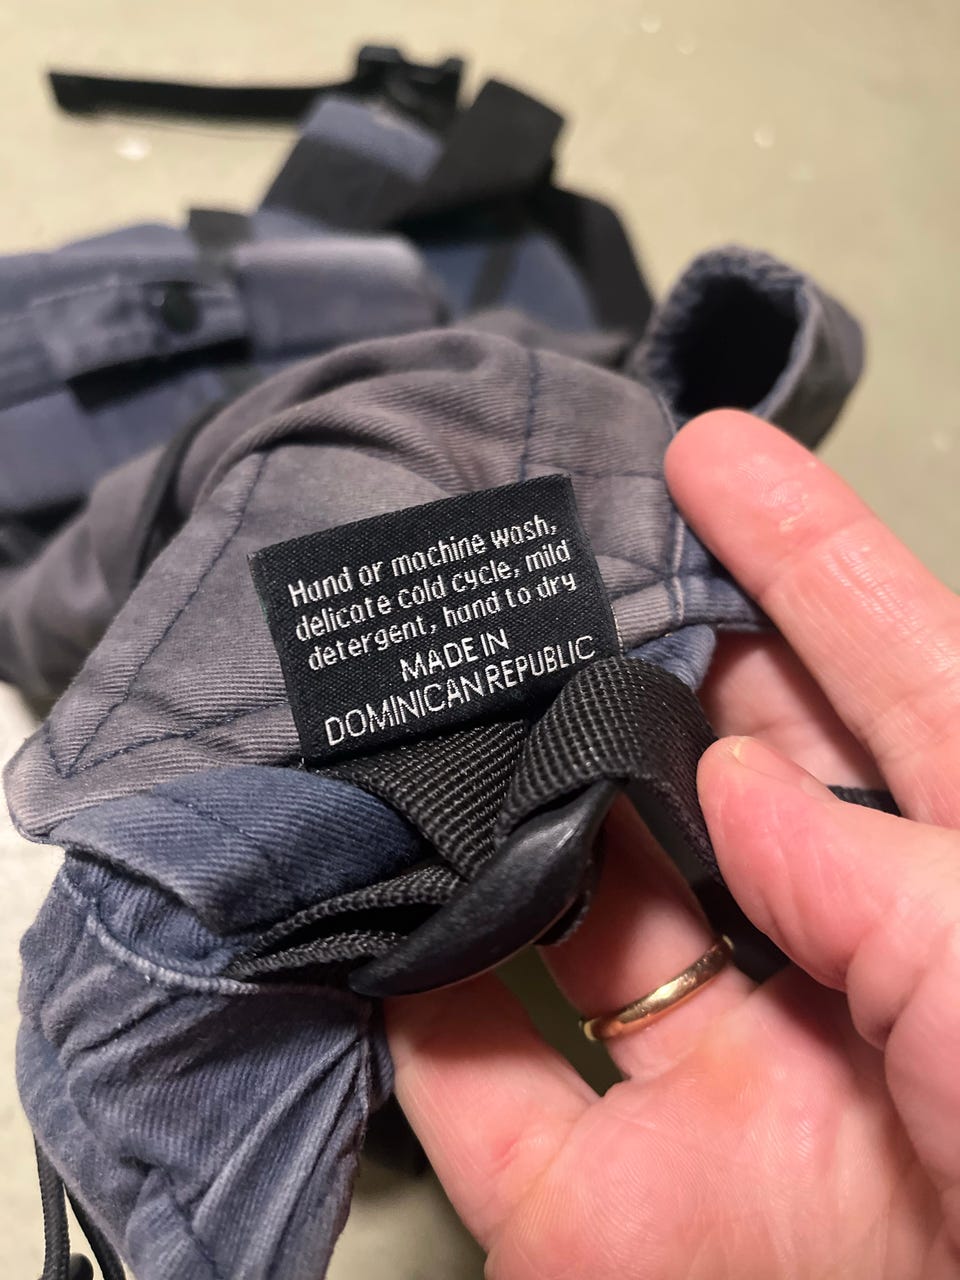 Hand or machine wash,
delicate cold cycle, mild
detergent, hand to dry
MADE IN
DOMINICAN REPUBLIC